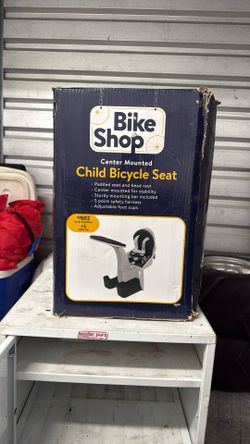 Bike
Shop
Center Mounted
Child Bicycle Seat
• Padded seat and head rest
• Center mounted for stability
• Sturdy mounting bar included
• 5 point safety harness
• Adjustable foot cups